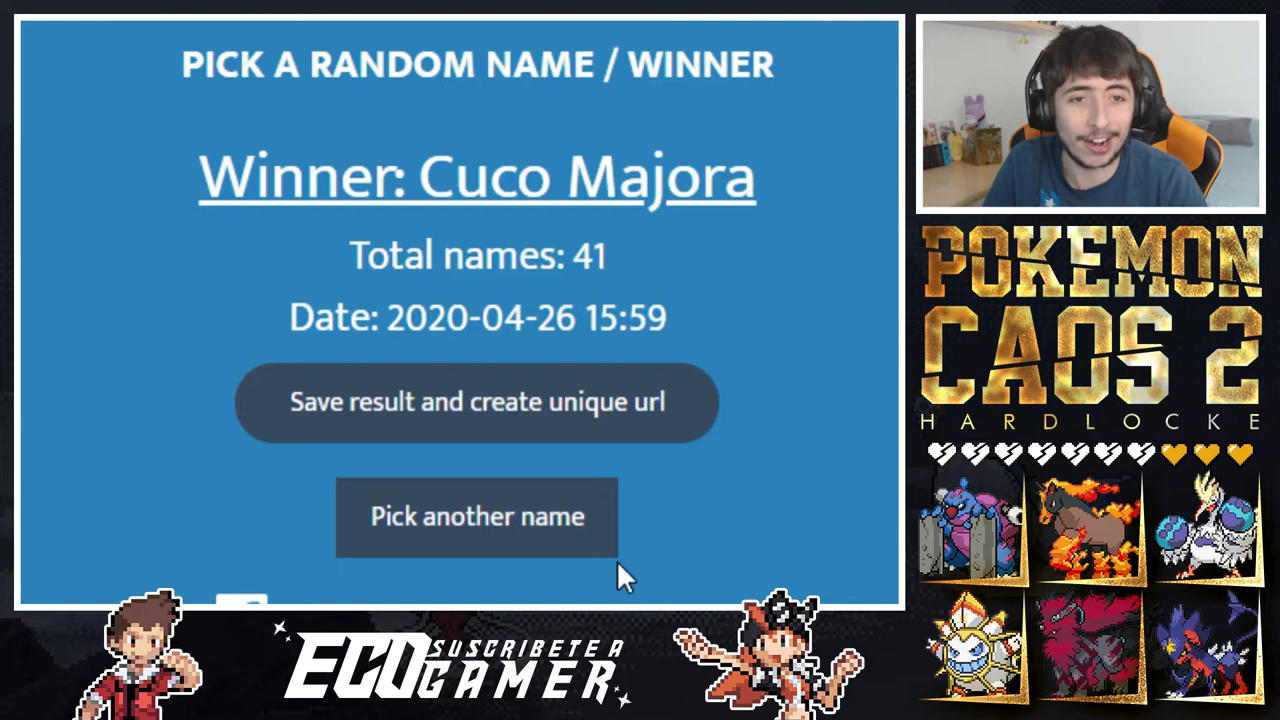 PICK A RANDOM NAME / WINNER
Winner: Cuco Majora
Total names: 41
Date: 2020-04-26 15:59
Save result and create unique url
Pick another name
POKEMON
CAOS 2
HARDLOCKE
SUSCRIBETE A
EGO GAMER